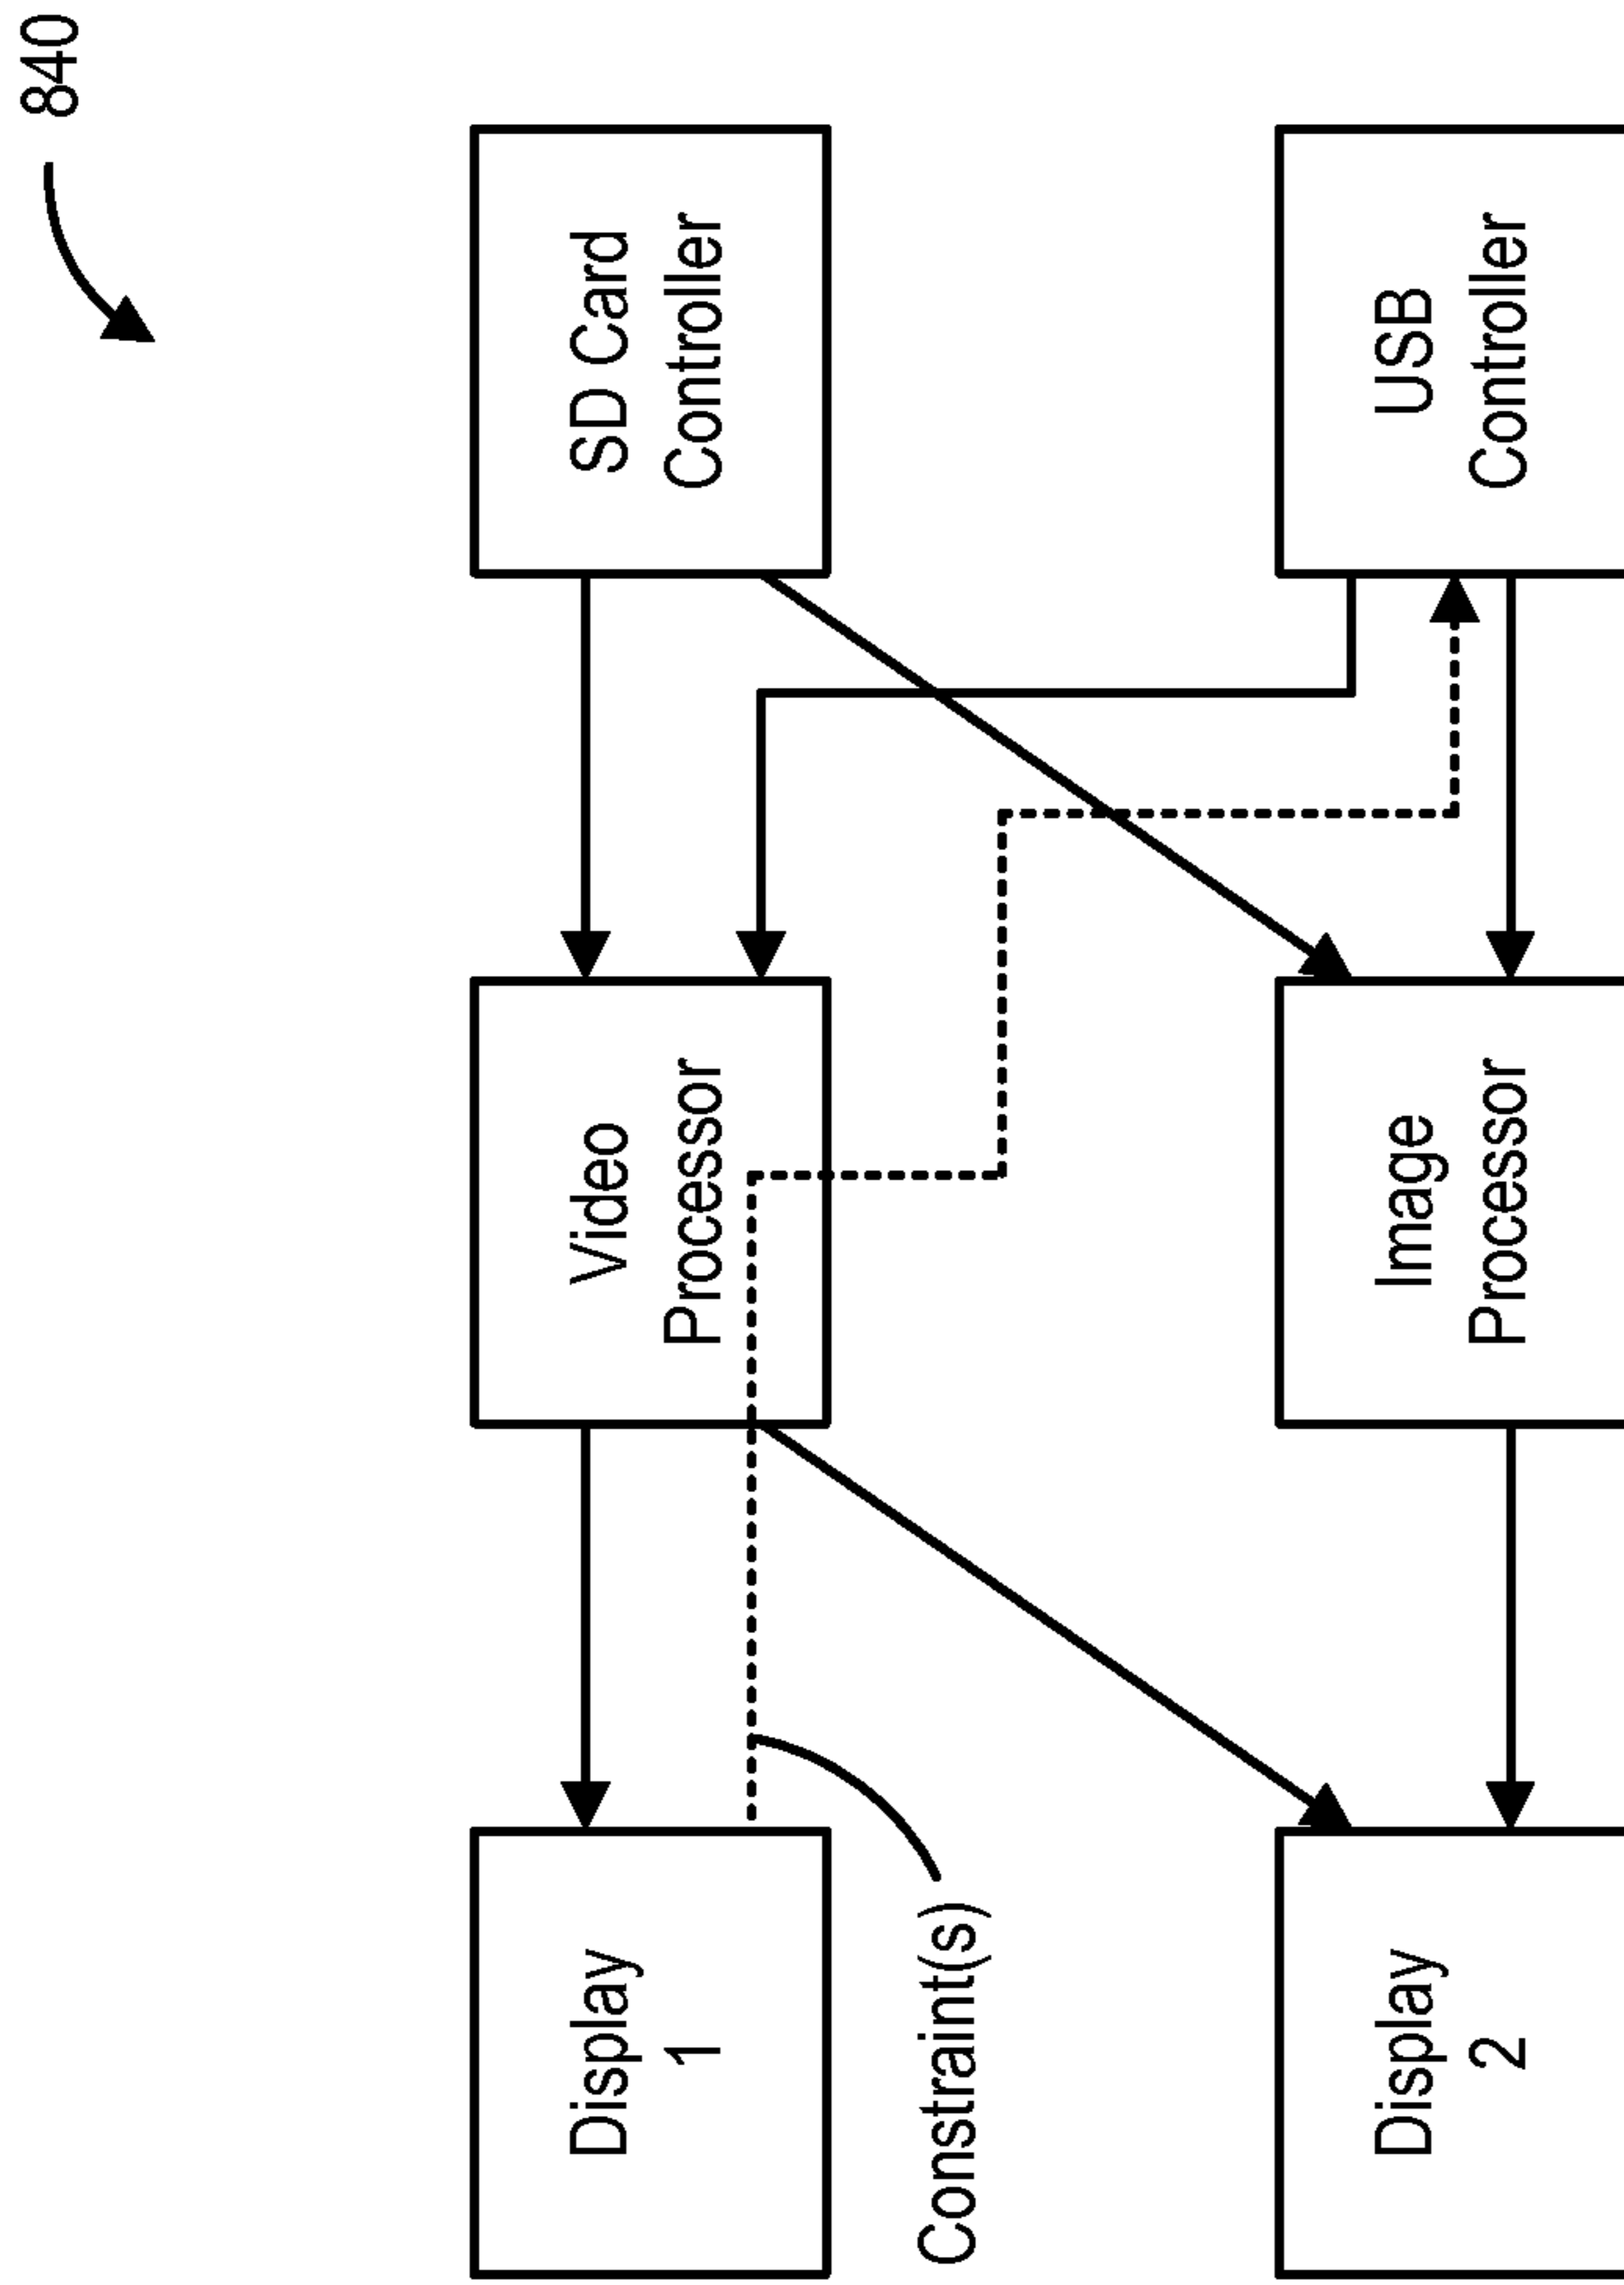 840
SD Card
Controller
USB
Controller
Video
Processor
Image
Processor
Display
1
Constraint(s)
Display
2